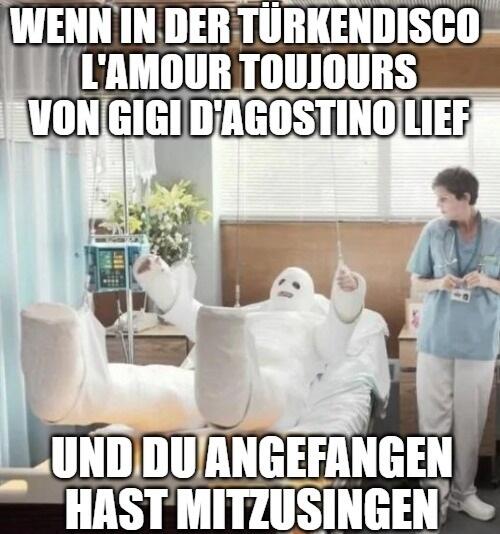 WENN IN DER TÜRKENDISCO
L'AMOUR TOUJOURS
VON GIGI D'AGOSTINO LIEF
UND DU ANGEFANGEN
HAST MITZUSINGEN